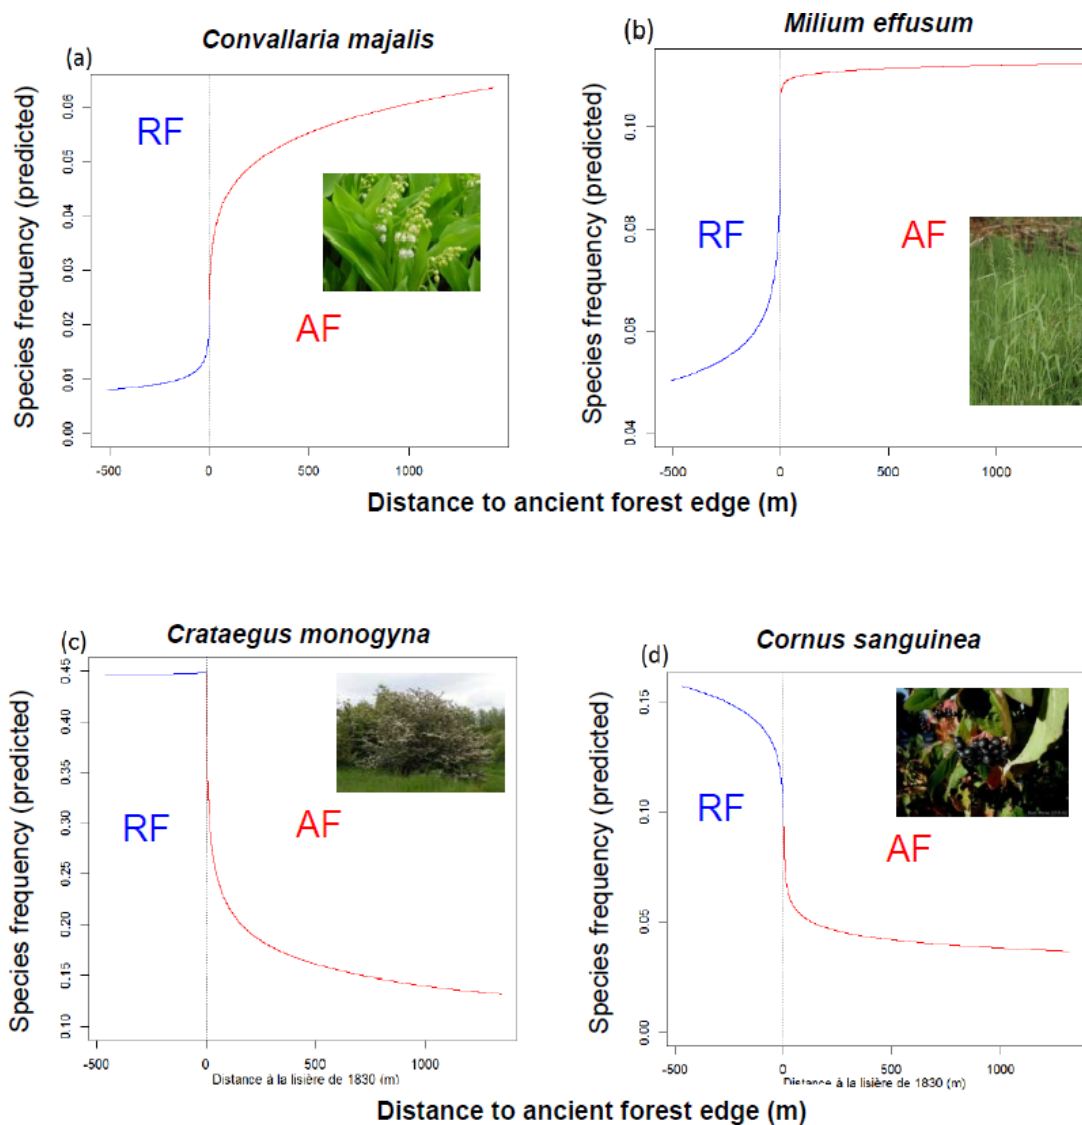 Convallaria majalis
(a)
Species frequency (predicted)
0.06
0.05
0.04
0.03
0.02
0.01
0.00
RF
AF
-500 0 500 1000
Milium effusum
(b)
Species frequency (predicted)
0.10
0.08
0.06
0.04
RF
AF
-500 0 500 1000
Distance to ancient forest edge (m)
Crataegus monogyna
(c)
Species frequency (predicted)
0.45
0.40
0.35
0.30
0.25
0.20
0.15
0.10
RF
AF
-500 0 500 1000
Distance à la lisière de 1830 (m)
Cornus sanguinea
(d)
Species frequency (predicted)
0.15
0.10
0.05
0.00
RF
AF
-500 0 500 1000
Distance à la lisière de 1830 (m)
Distance to ancient forest edge (m)